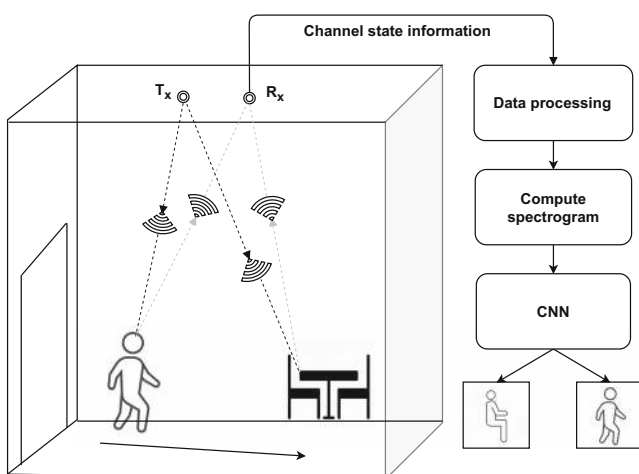 Channel state information
Tx
Rx
Data processing
Compute
spectrogram
CNN